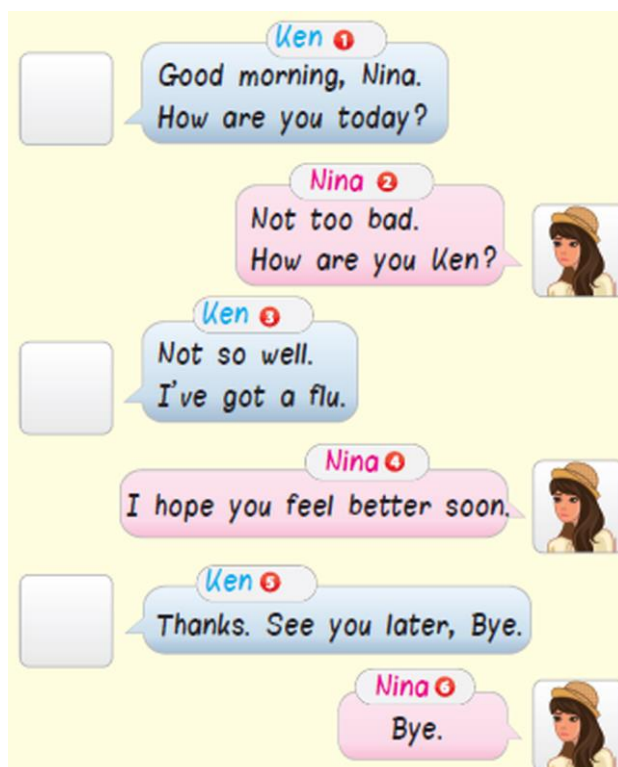 Ken 1
Good morning, Nina.
How are you today?
Nina 2
Not too bad.
How are you Ken?
Ken 3
Not so well.
I've got a flu.
Nina 4
I hope you feel better soon.
Ken 5
Thanks. See you later, Bye.
Nina 6
Bye.